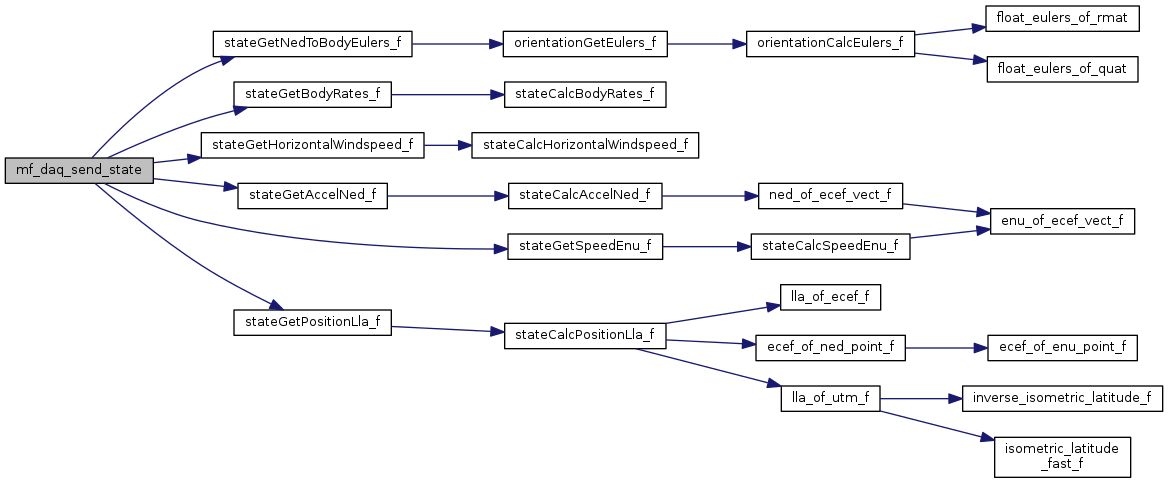 mf_daq_send_state
stateGetNedToBodyEulers_f
orientationGetEulers_f
orientationCalcEulers_f
float_eulers_of_rmat
float_eulers_of_quat
stateGetBodyRates_f
stateCalcBodyRates_f
stateGetHorizontalWindspeed_f
stateCalcHorizontalWindspeed_f
stateGetAccelNed_f
stateCalcAccelNed_f
ned_of_ecef_vect_f
enu_of_ecef_vect_f
stateGetSpeedEnu_f
stateCalcSpeedEnu_f
stateGetPositionLla_f
stateCalcPositionLla_f
lla_of_ecef_f
ecef_of_ned_point_f
ecef_of_enu_point_f
lla_of_utm_f
inverse_isometric_latitude_f
isometric_latitude
_fast_f